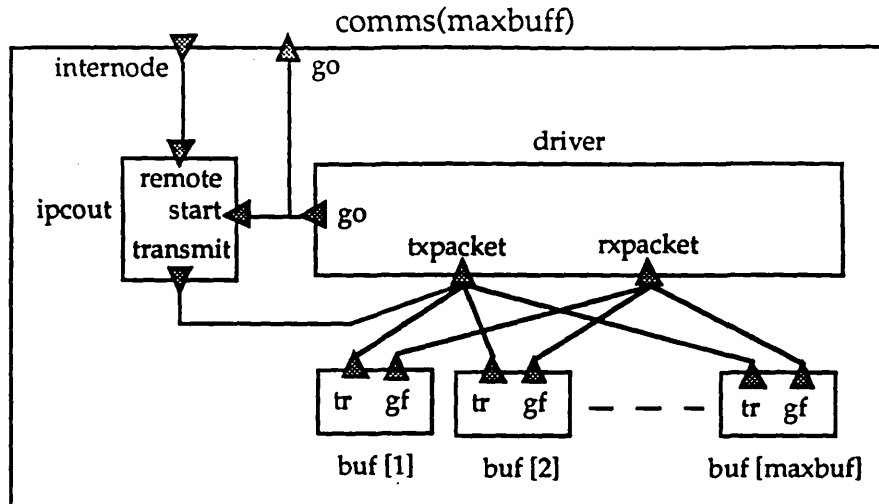 comms(maxbuff)
internode
go
driver
remote
ipcout
start
go
transmit
txpacket
rxpacket
tr gf
tr gf
tr gf
buf [1]
buf [2]
buf [maxbuf]